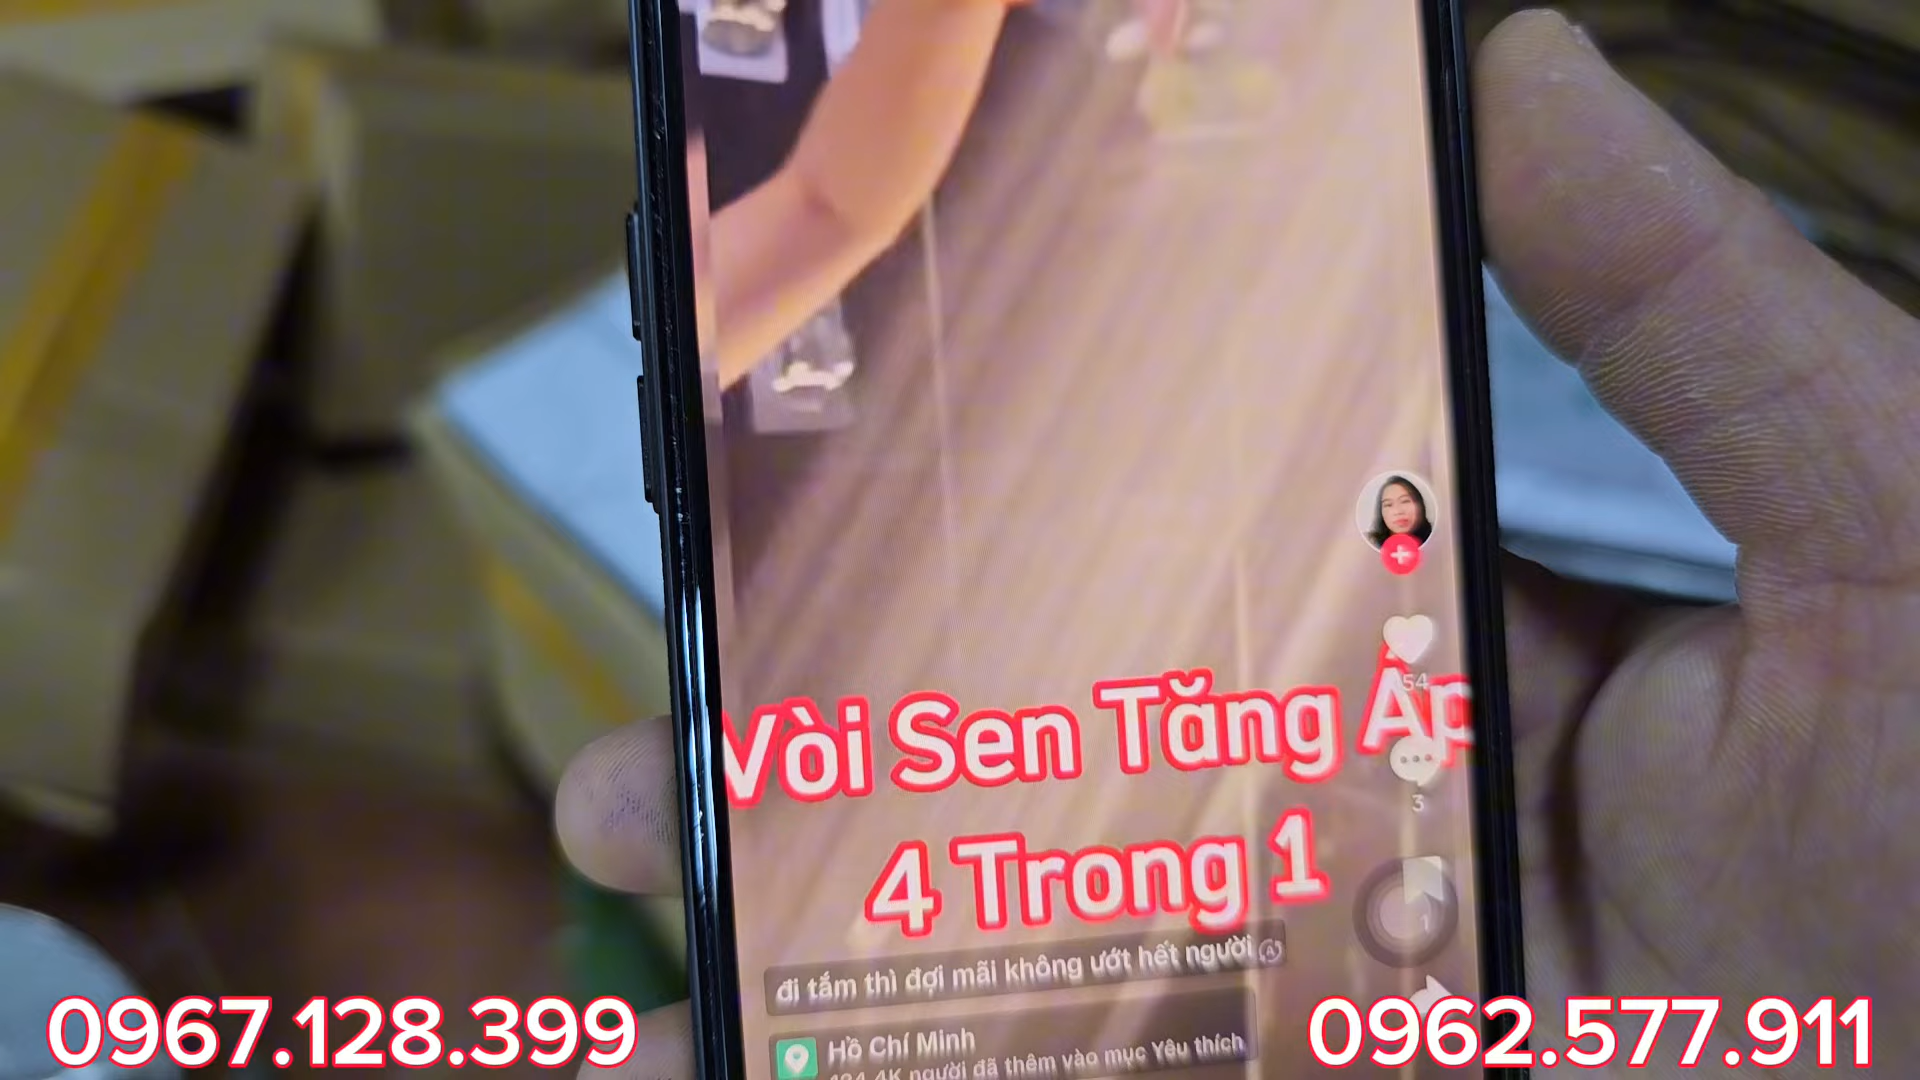 54
Vòi Sen Tăng Áp
3
4 Trong 1
1
đi tắm thì đợi mãi không ướt hết người
Hồ Chí Minh
người đã thêm vào mục Yêu thích
0967.128.399
0962.577.911